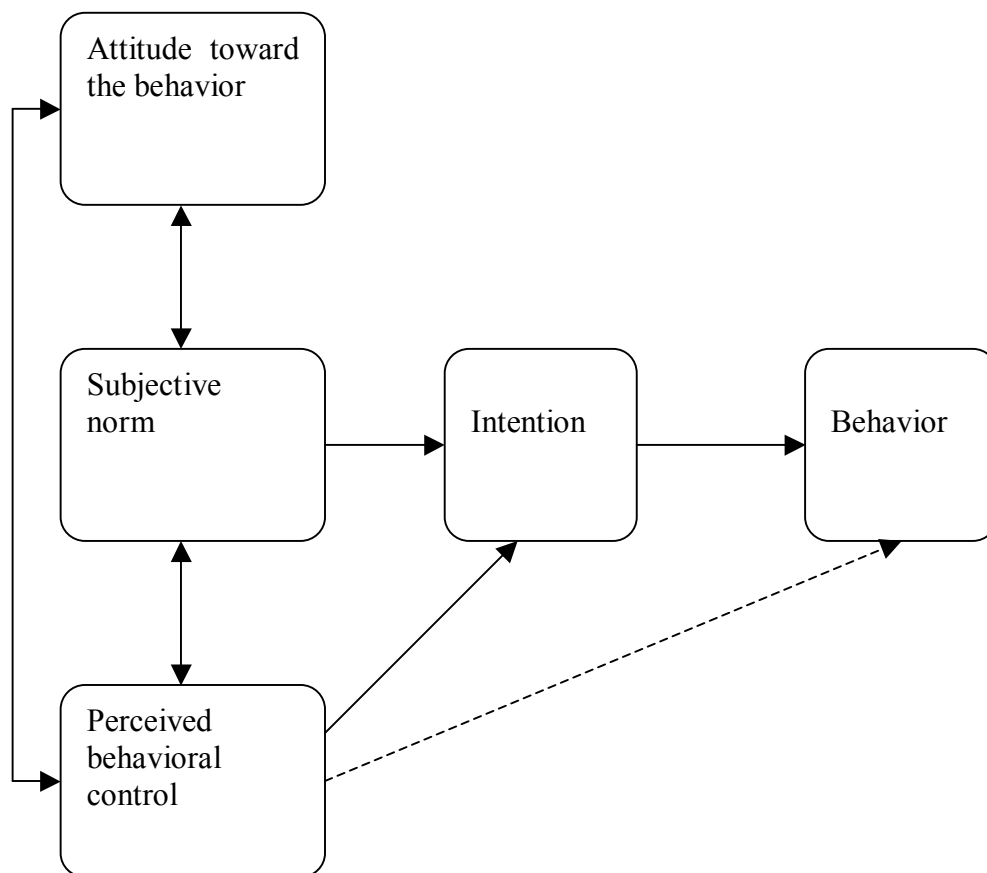 Attitude toward
the behavior
Subjective
norm
Intention
Behavior
Perceived
behavioral
control